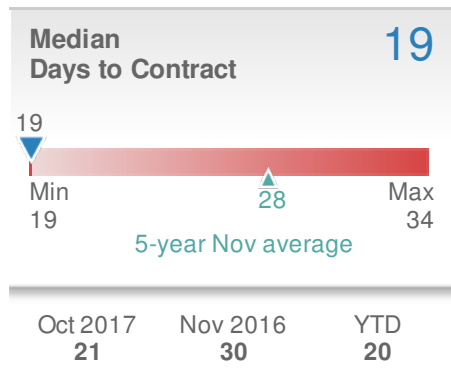 Median
Days to Contract
19
19
Min
19
28
Max
34
5-year Nov average
Oct 2017
21
Nov 2016
30
YTD
20